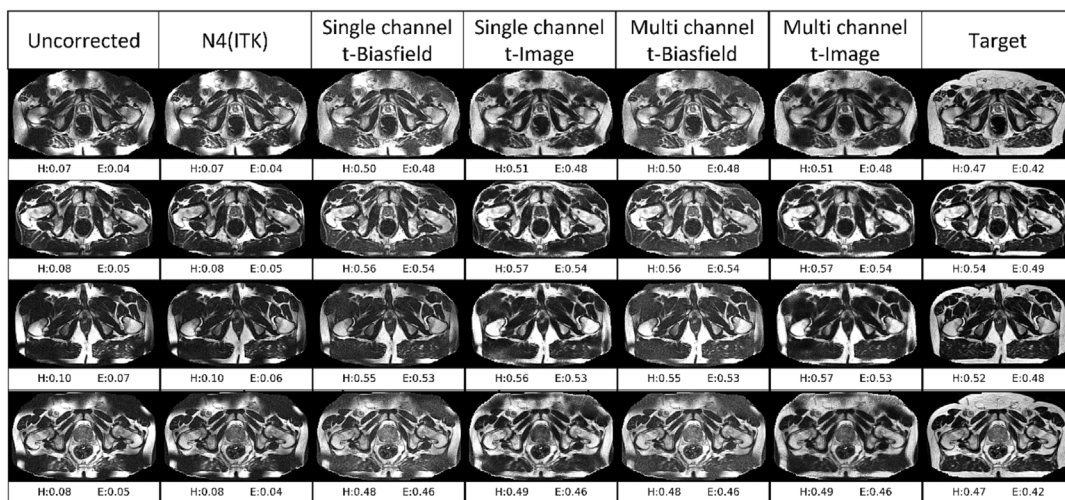 Uncorrected
N4(ITK)
Single channel
t-Biasfield
Single channel
t-Image
Multi channel
t-Biasfield
Multi channel
t-Image
Target
H:0.07 E:0.04 H:0.07 E:0.04 H:0.50 E:0.48 H:0.51 E:0.48 H:0.50 E:0.48 H:0.51 E:0.48 H:0.47 E:0.42
H:0.08 E:0.05 H:0.08 E:0.05 H:0.56 E:0.54 H:0.57 E:0.54 H:0.56 E:0.54 H:0.57 E:0.54 H:0.54 E:0.49
H:0.10 E:0.07 H:0.10 E:0.06 H:0.55 E:0.53 H:0.56 E:0.53 H:0.55 E:0.53 H:0.57 E:0.53 H:0.52 E:0.48
H:0.08 E:0.05 H:0.08 E:0.04 H:0.48 E:0.46 H:0.49 E:0.46 H:0.48 E:0.46 H:0.49 E:0.46 H:0.47 E:0.42